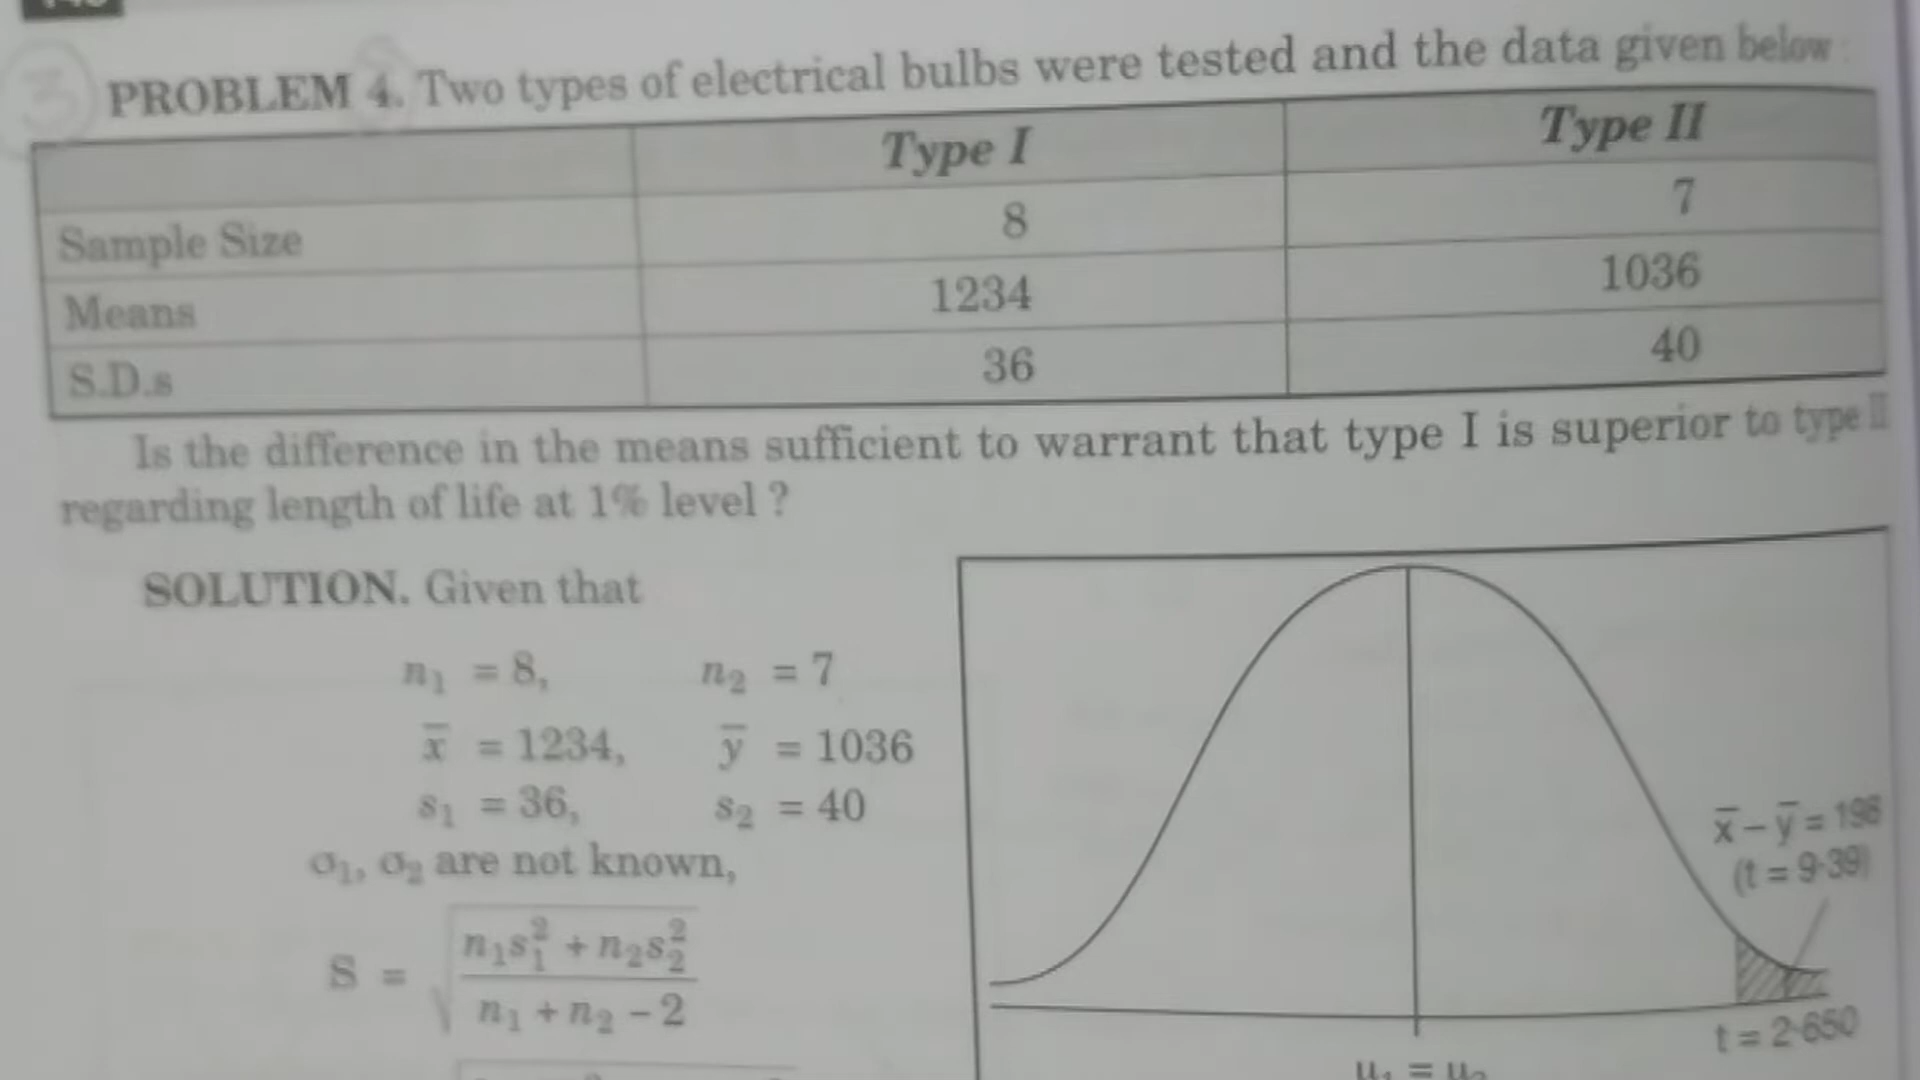 3
PROBLEM 4. Two types of electrical bulbs were tested and the data given below :
Type I Type II
Sample Size 8 7
Means 1234 1036
S.D.s 36 40
Is the difference in the means sufficient to warrant that type I is superior to type II
regarding length of life at 1% level ?
SOLUTION. Given that
n₁ = 8, n₂ = 7
x̅ = 1234, y̅ = 1036
s₁ = 36, s₂ = 40
σ₁, σ₂ are not known,
S = √((n₁s₁² + n₂s₂²)/(n₁ + n₂ − 2))
x̅ − y̅ = 198
(t = 9·39)
t = 2·650
μ₁ = μ₂